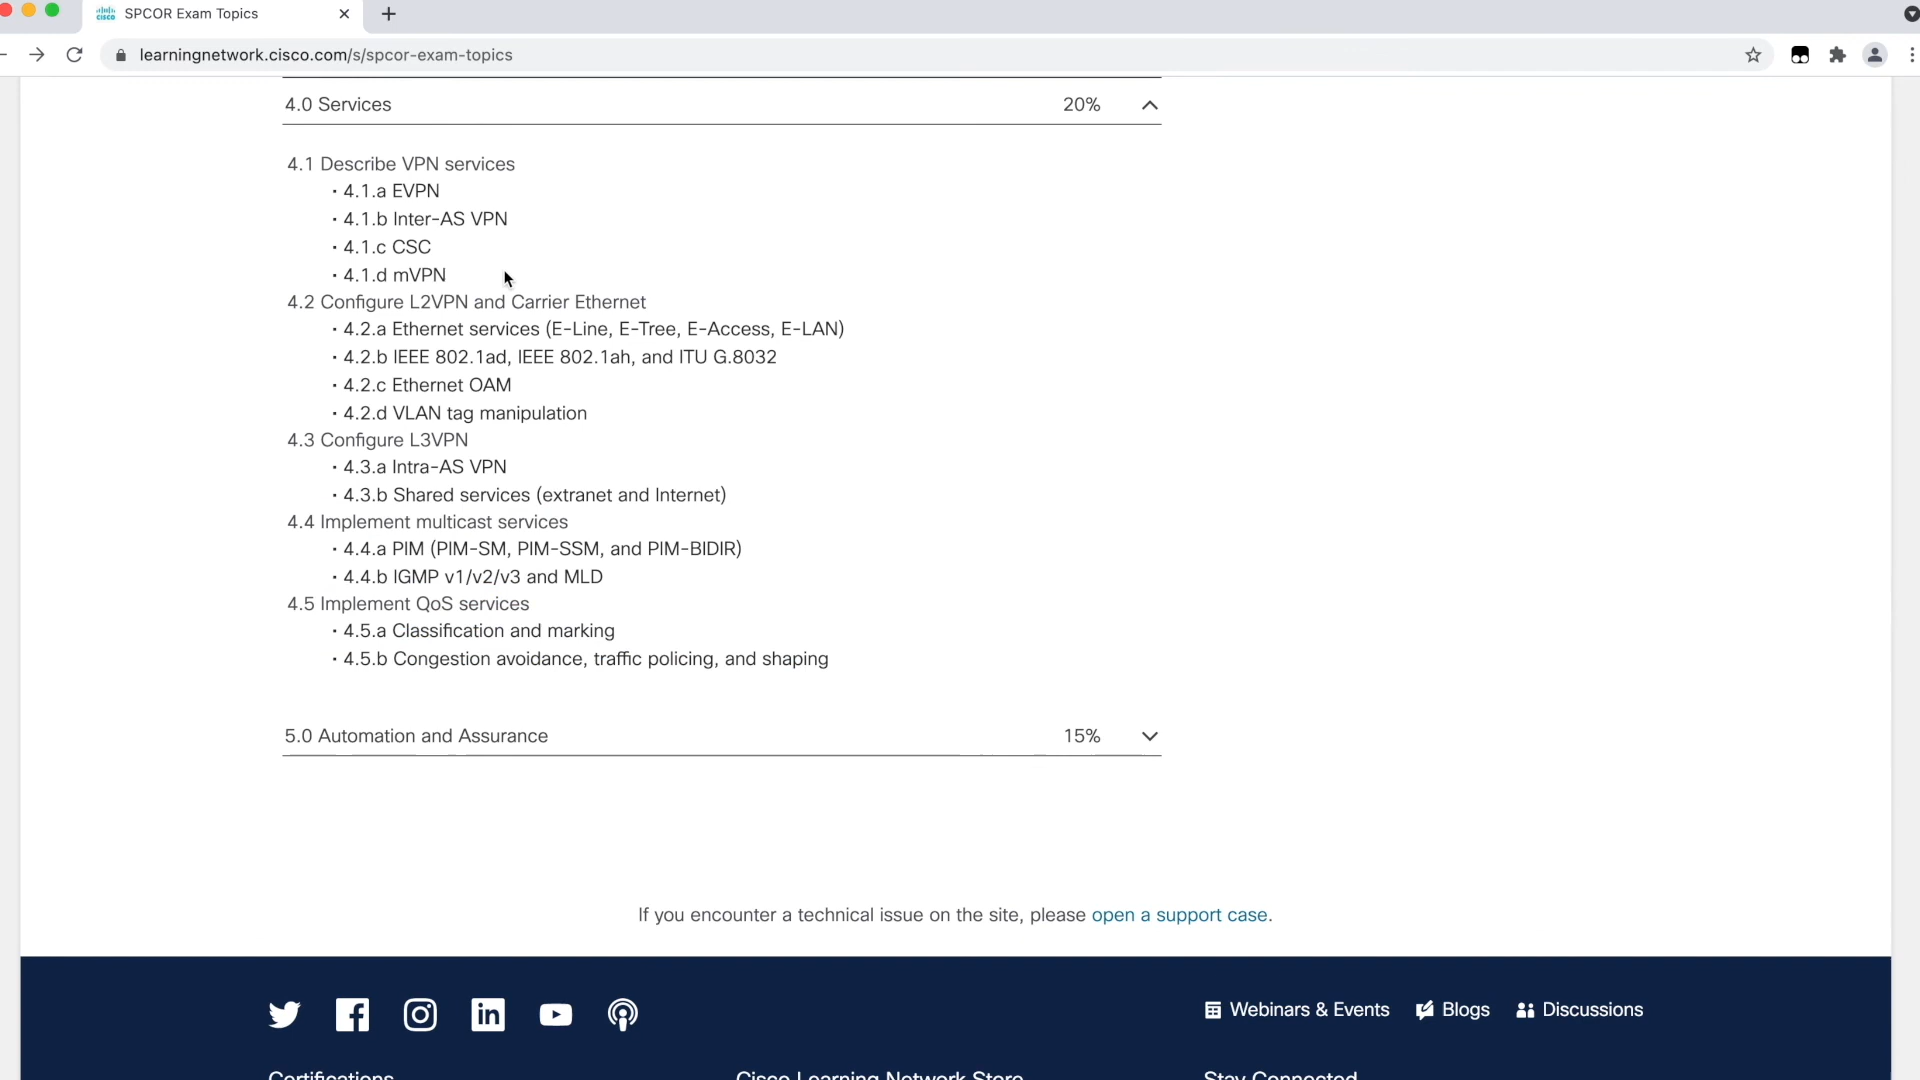 SPCOR Exam Topics
learningnetwork.cisco.com/s/spcor-exam-topics
4.0 Services 20%
4.1 Describe VPN services
• 4.1.a EVPN
• 4.1.b Inter-AS VPN
• 4.1.c CSC
• 4.1.d mVPN
4.2 Configure L2VPN and Carrier Ethernet
• 4.2.a Ethernet services (E-Line, E-Tree, E-Access, E-LAN)
• 4.2.b IEEE 802.1ad, IEEE 802.1ah, and ITU G.8032
• 4.2.c Ethernet OAM
• 4.2.d VLAN tag manipulation
4.3 Configure L3VPN
• 4.3.a Intra-AS VPN
• 4.3.b Shared services (extranet and Internet)
4.4 Implement multicast services
• 4.4.a PIM (PIM-SM, PIM-SSM, and PIM-BIDIR)
• 4.4.b IGMP v1/v2/v3 and MLD
4.5 Implement QoS services
• 4.5.a Classification and marking
• 4.5.b Congestion avoidance, traffic policing, and shaping
5.0 Automation and Assurance 15%
If you encounter a technical issue on the site, please open a support case.
Webinars & Events Blogs Discussions
Certifications Cisco Learning Network Store Stay Connected